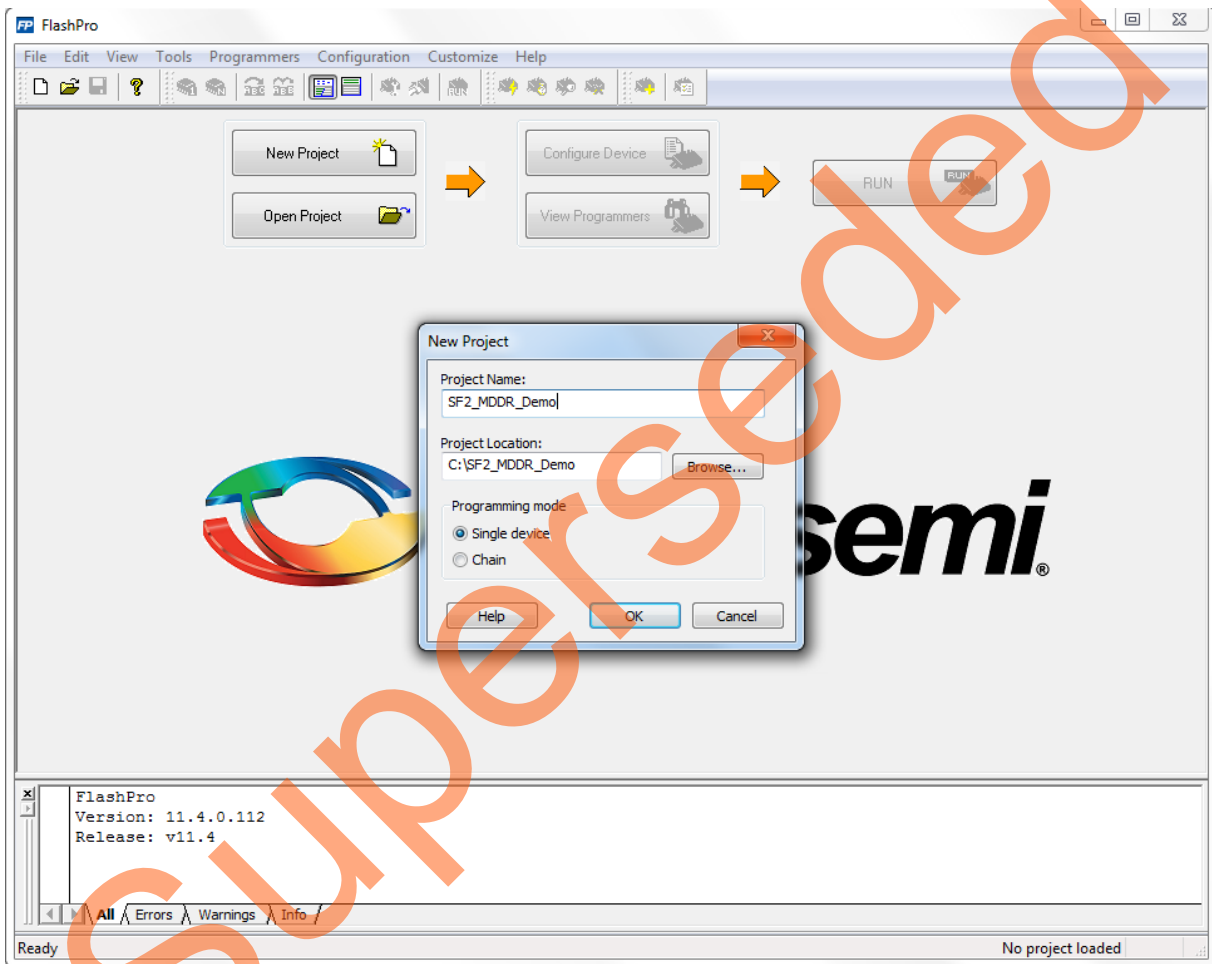 FlashPro
File Edit View Tools Programmers Configuration Customize Help
New Project
Configure Device
RUN
RUN
Open Project
View Programmers
New Project
Project Name:
SF2_MDDR_Demo
Project Location:
C:\SF2_MDDR_Demo
Browse...
Programming mode
Single device
Chain
Help
OK
Cancel
semi®
FlashPro
Version: 11.4.0.112
Release: v11.4
All Errors Warnings Info
Ready
No project loaded
Superseded